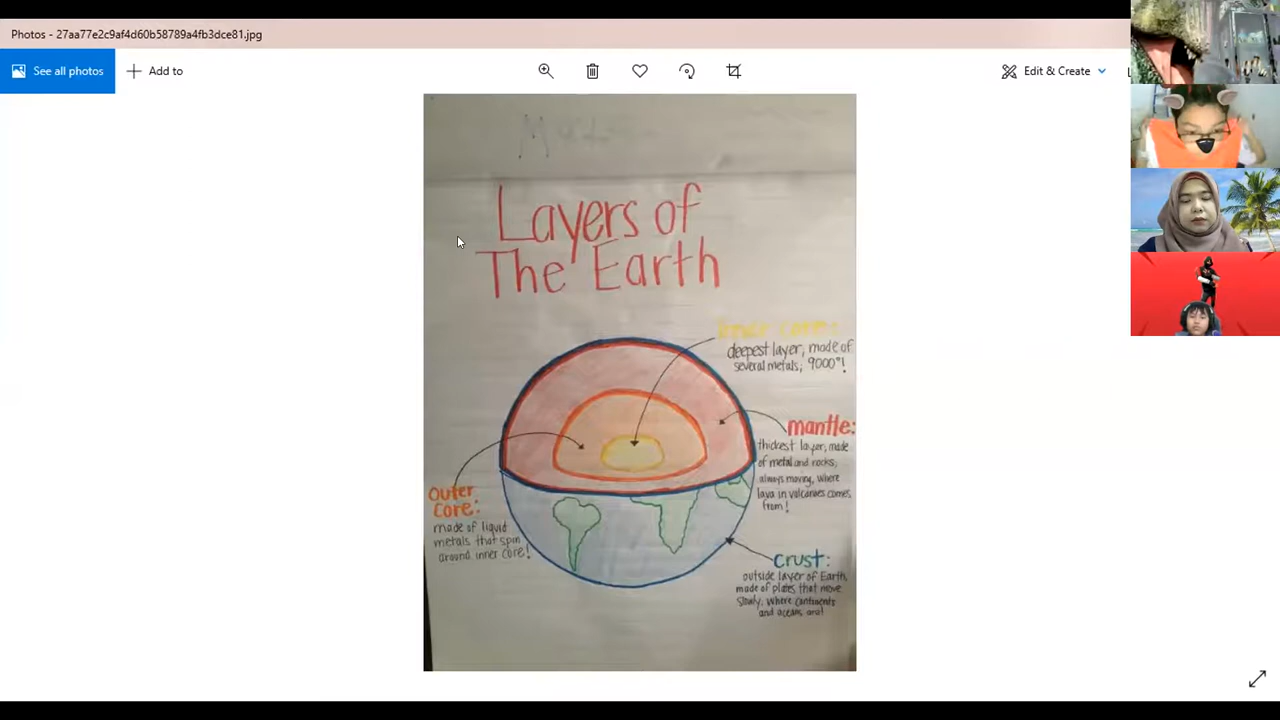 Photos - 27aa77e2c9af4d60b58789a4fb3dce81.jpg
See all photos
Add to
Edit & Create
Layers of
The Earth
inner core:
deepest layer, made of
several metals, 9000°!
mantle:
thickest layer, made
of metal and rocks,
always moving, where
lava in volcanoes comes
from!
outer
core:
made of liquid
metals that spin
around inner core!
crust:
outside layer of Earth,
made of plates that move
slowly, where continents
and oceans are!